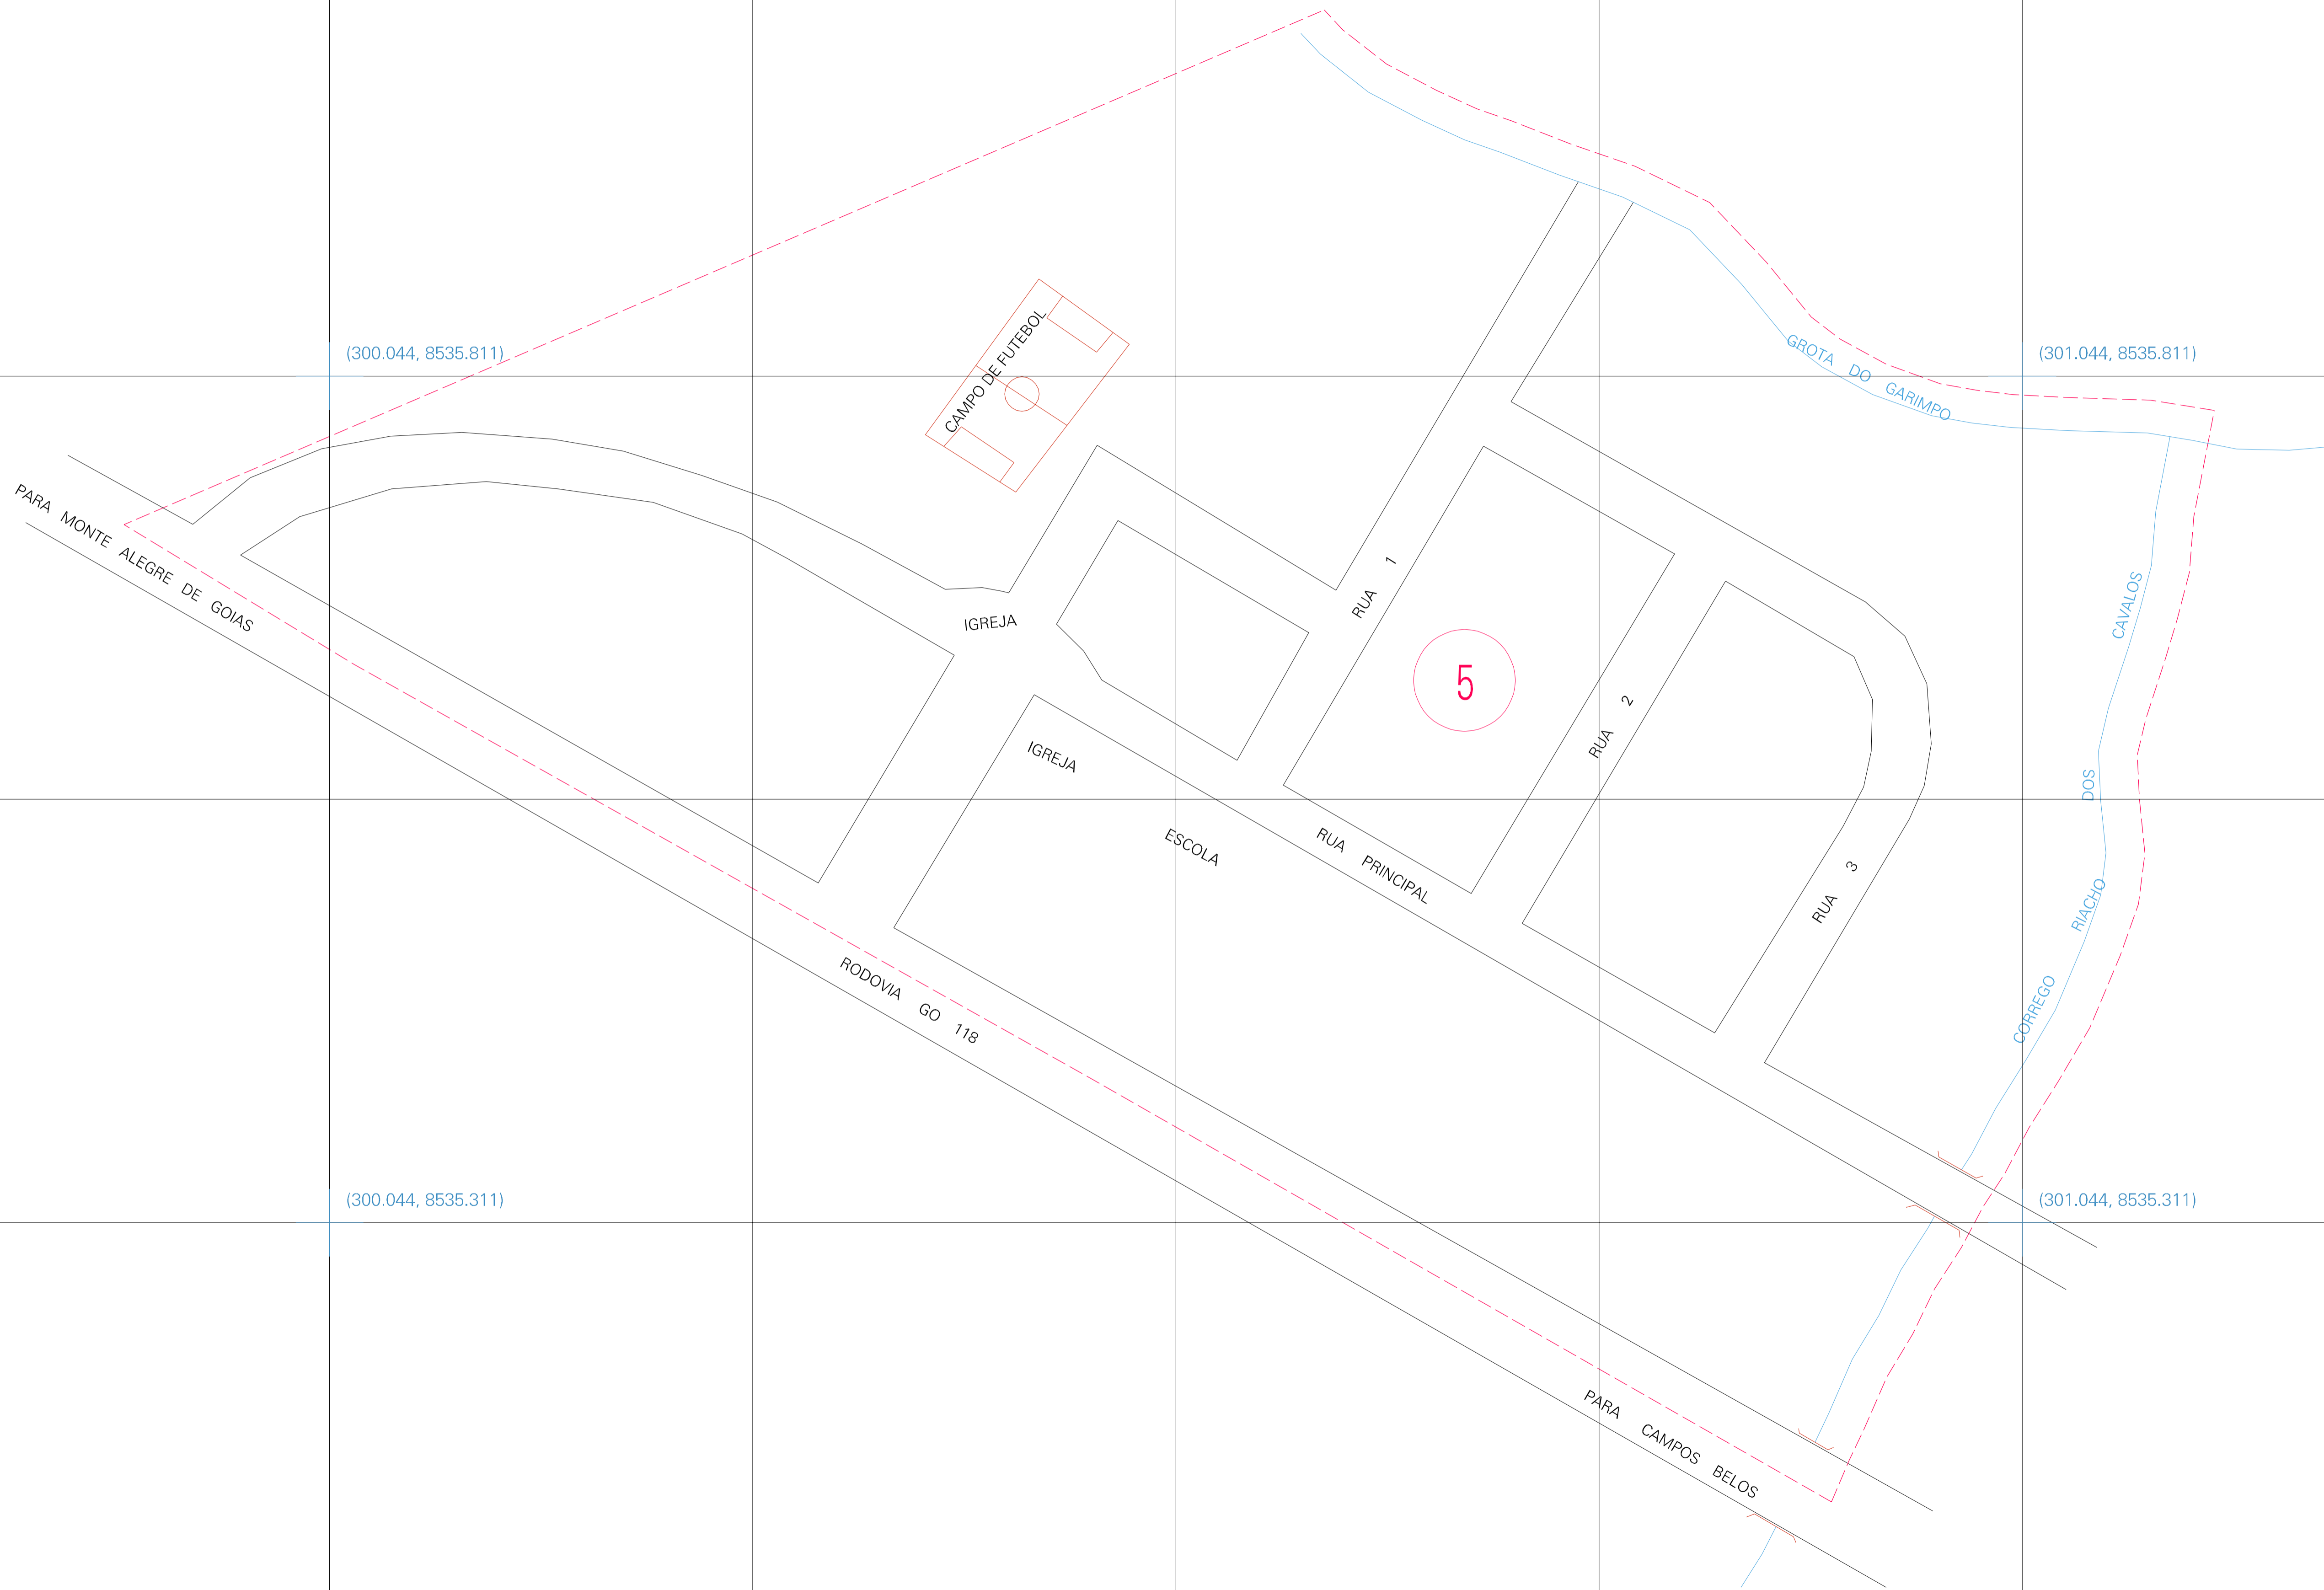 (300.044, 8535.811)
(301.044, 8535.811)
GROTA DO GARIMPO
CAMPO DE FUTEBOL
PARA MONTE ALEGRE DE GOIAS
IGREJA
RUA 1
5
RUA 2
IGREJA
ESCOLA
RUA PRINCIPAL
RUA 3
CORREGO RIACHO DOS CAVALOS
RODOVIA GO 118
(300.044, 8535.311)
(301.044, 8535.311)
PARA CAMPOS BELOS